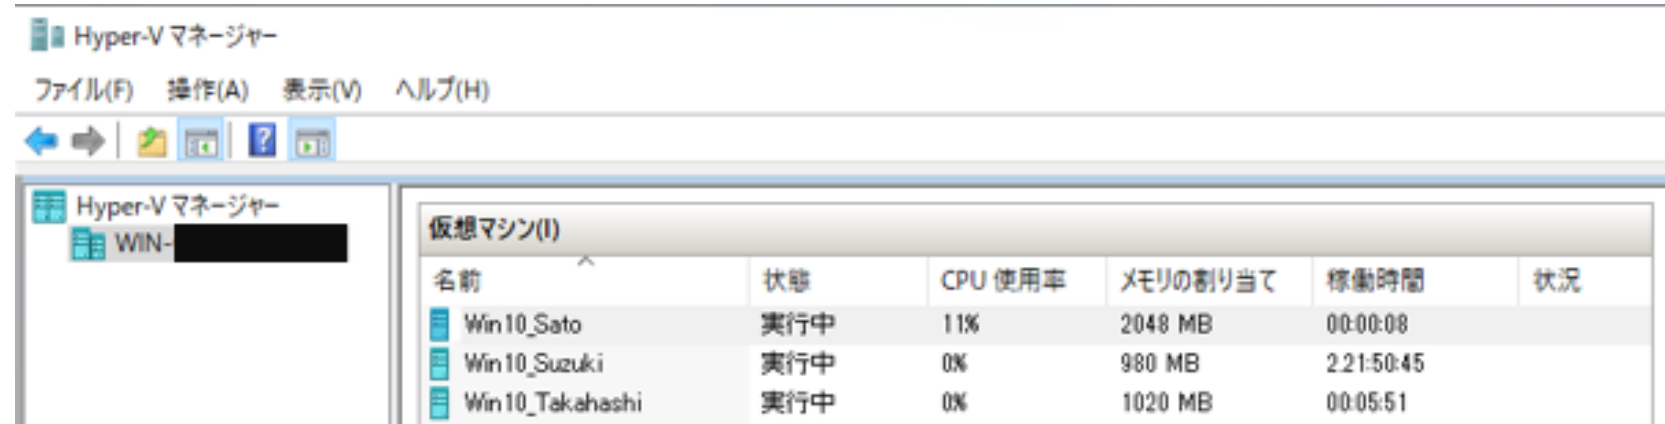 Hyper-V マネージャー
ファイル(F) 操作(A) 表示(V) ヘルプ(H)
Hyper-V マネージャー
WIN-
仮想マシン(I)
名前 状態 CPU 使用率 メモリの割り当て 稼働時間 状況
Win10_Sato 実行中 11% 2048 MB 00:00:08
Win10_Suzuki 実行中 0% 980 MB 2.21:50:45
Win10_Takahashi 実行中 0% 1020 MB 00:05:51